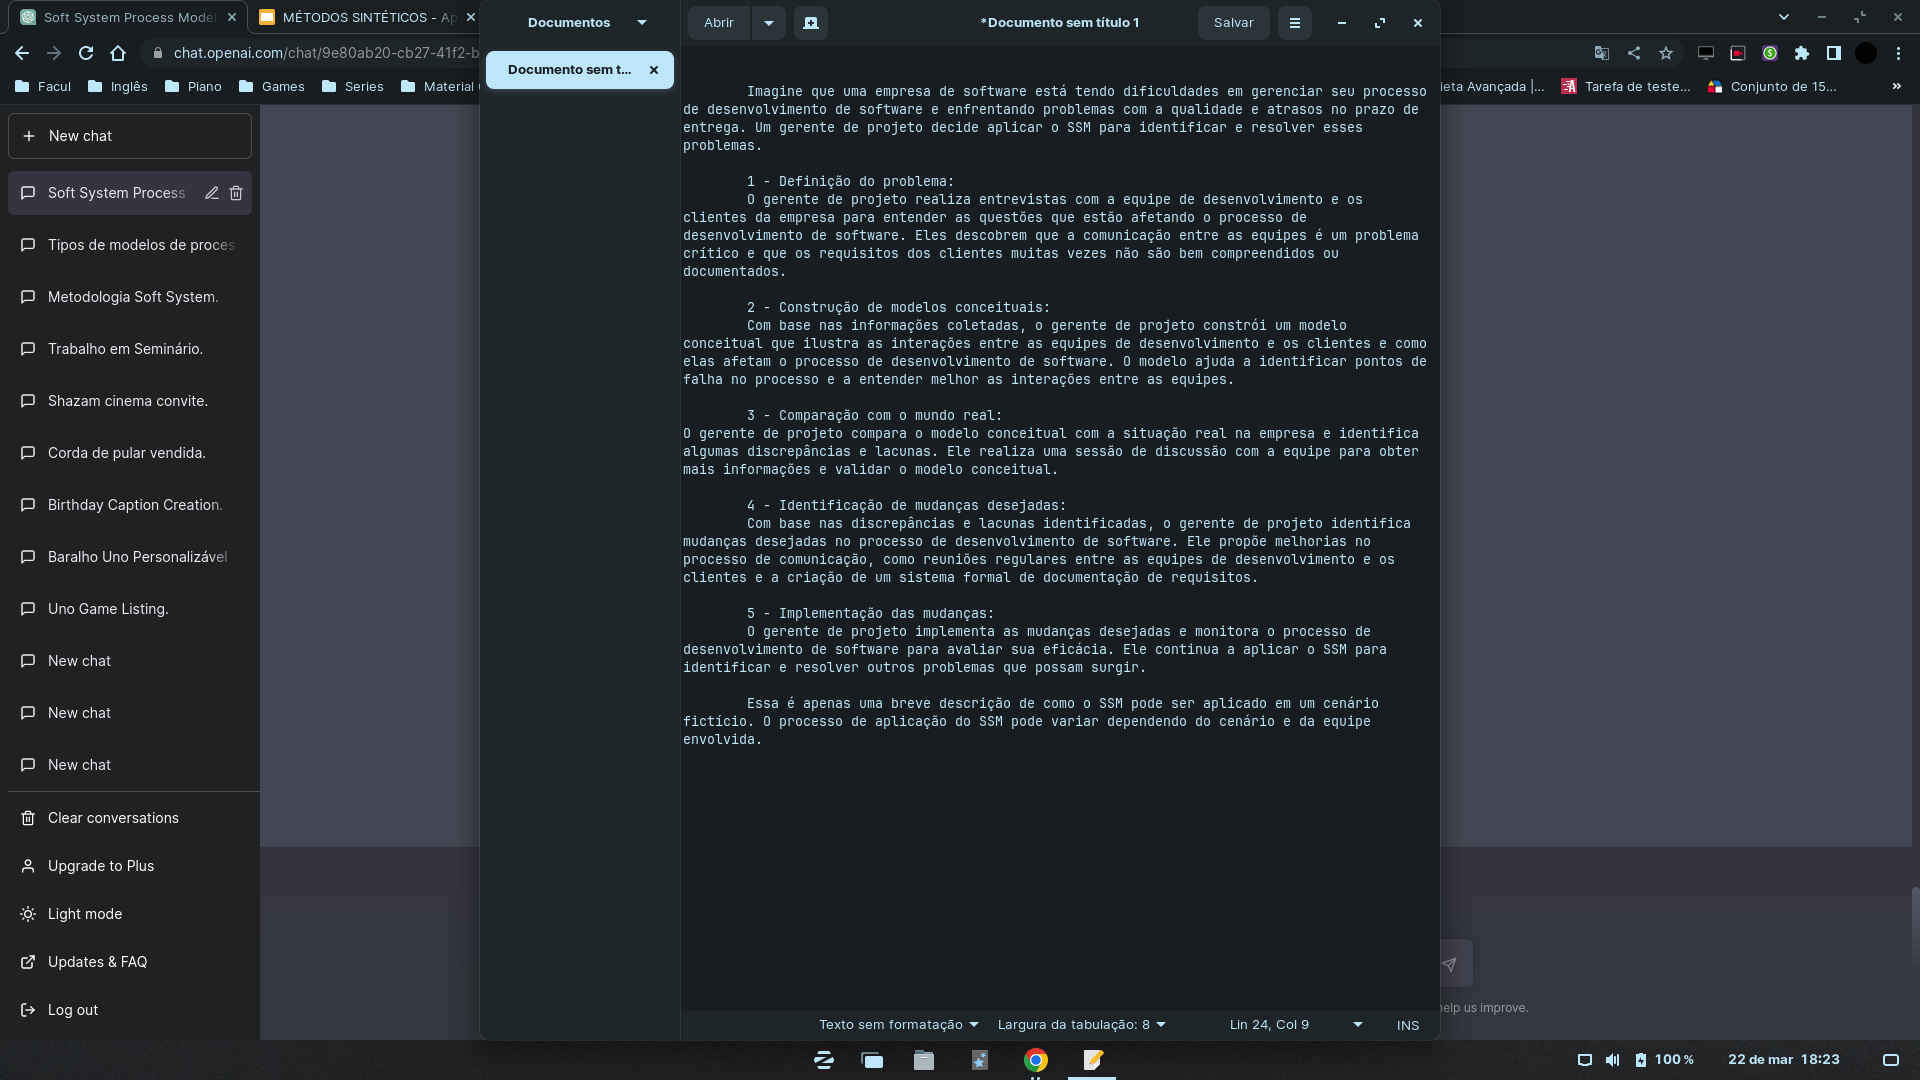 Soft System Process Model
MÉTODOS SINTÉTICOS - Ap
chat.openai.com/chat/9e80ab20-cb27-41f2-b
Facul
Inglês
Piano
Games
Series
Material
leta Avançada |...
Tarefa de teste...
Conjunto de 15...
»
New chat
Soft System Process
Tipos de modelos de proces
Metodologia Soft System.
Trabalho em Seminário.
Shazam cinema convite.
Corda de pular vendida.
Birthday Caption Creation.
Baralho Uno Personalizável
Uno Game Listing.
New chat
New chat
New chat
Clear conversations
Upgrade to Plus
Light mode
Updates & FAQ
Log out
Documentos
Documento sem t...
Abrir
*Documento sem título 1
Salvar
Imagine que uma empresa de software está tendo dificuldades em gerenciar seu processo
de desenvolvimento de software e enfrentando problemas com a qualidade e atrasos no prazo de
entrega. Um gerente de projeto decide aplicar o SSM para identificar e resolver esses
problemas.
1 - Definição do problema:
O gerente de projeto realiza entrevistas com a equipe de desenvolvimento e os
clientes da empresa para entender as questões que estão afetando o processo de
desenvolvimento de software. Eles descobrem que a comunicação entre as equipes é um problema
crítico e que os requisitos dos clientes muitas vezes não são bem compreendidos ou
documentados.
2 - Construção de modelos conceituais:
Com base nas informações coletadas, o gerente de projeto constrói um modelo
conceitual que ilustra as interações entre as equipes de desenvolvimento e os clientes e como
elas afetam o processo de desenvolvimento de software. O modelo ajuda a identificar pontos de
falha no processo e a entender melhor as interações entre as equipes.
3 - Comparação com o mundo real:
O gerente de projeto compara o modelo conceitual com a situação real na empresa e identifica
algumas discrepâncias e lacunas. Ele realiza uma sessão de discussão com a equipe para obter
mais informações e validar o modelo conceitual.
4 - Identificação de mudanças desejadas:
Com base nas discrepâncias e lacunas identificadas, o gerente de projeto identifica
mudanças desejadas no processo de desenvolvimento de software. Ele propõe melhorias no
processo de comunicação, como reuniões regulares entre as equipes de desenvolvimento e os
clientes e a criação de um sistema formal de documentação de requisitos.
5 - Implementação das mudanças:
O gerente de projeto implementa as mudanças desejadas e monitora o processo de
desenvolvimento de software para avaliar sua eficácia. Ele continua a aplicar o SSM para
identificar e resolver outros problemas que possam surgir.
Essa é apenas uma breve descrição de como o SSM pode ser aplicado em um cenário
fictício. O processo de aplicação do SSM pode variar dependendo do cenário e da equipe
envolvida.
Texto sem formatação
Largura da tabulação: 8
Lin 24, Col 9
INS
help us improve.
100 %
22 de mar 18:23